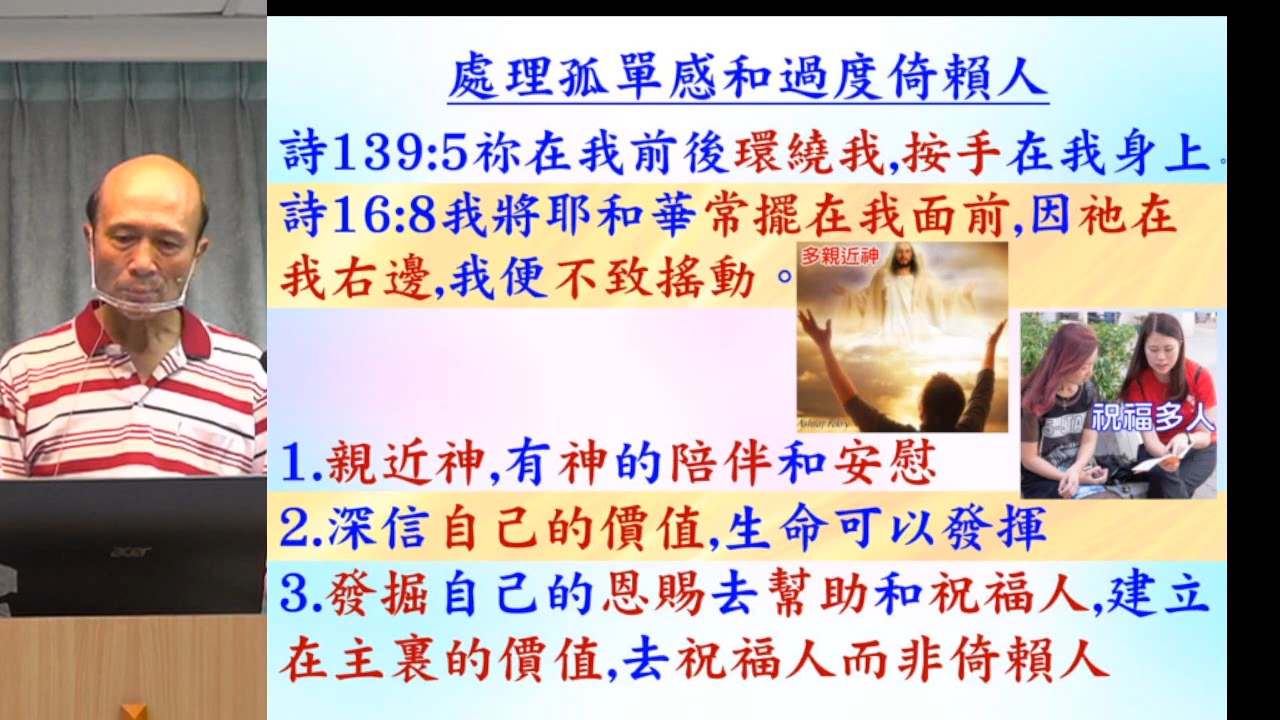 處理孤單感和過度倚賴人
詩139:5祢在我前後環繞我,按手在我身上。
詩16:8我將耶和華常擺在我面前,因祂在
我右邊,我便不致搖動。
多親近神
祝福多人
1.親近神,有神的陪伴和安慰
2.深信自己的價值,生命可以發揮
3.發掘自己的恩賜去幫助和祝福人,建立
在主裏的價值,去祝福人而非倚賴人
acer